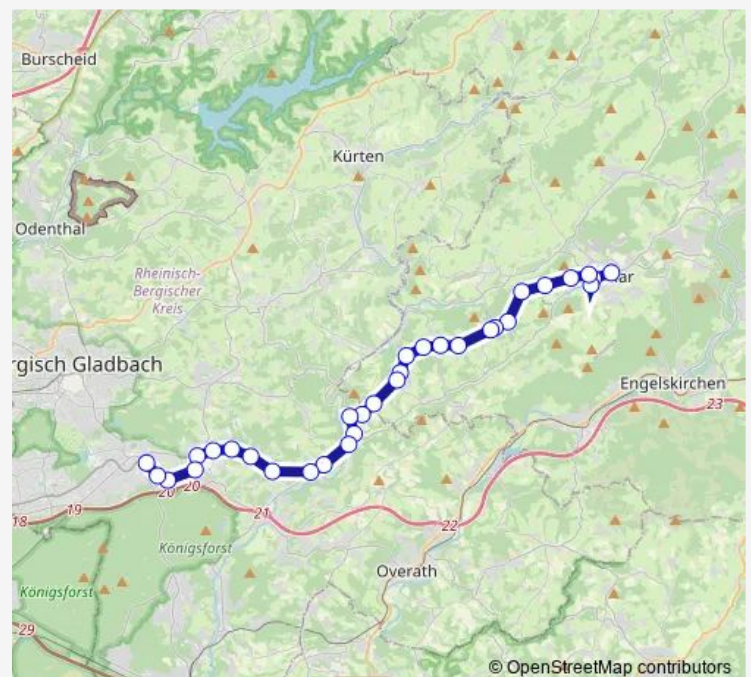 Burscheid
Kürten
Odenthal
Rheinisch-
Bergischer
Kreis
ar
rgisch Gladbach
Engelskirchen
23
20
20
19
18
21
22
Königsforst
Overath
Königsforst
29
© OpenStreetMap contributors